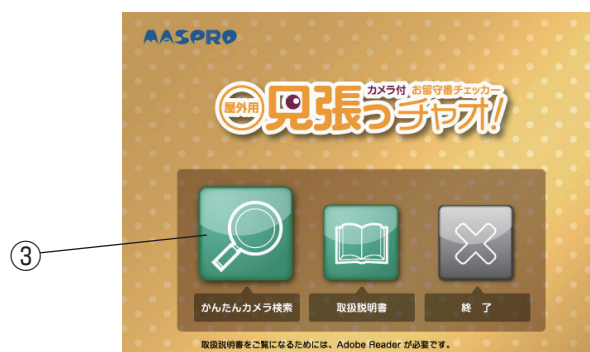 MASPRO
カメラ付 お留守番チェッカー
屋外用 見張っチャオ!
③
かんたんカメラ検索 取扱説明書 終 了
取扱説明書をご覧になるためには、Adobe Reader が必要です。